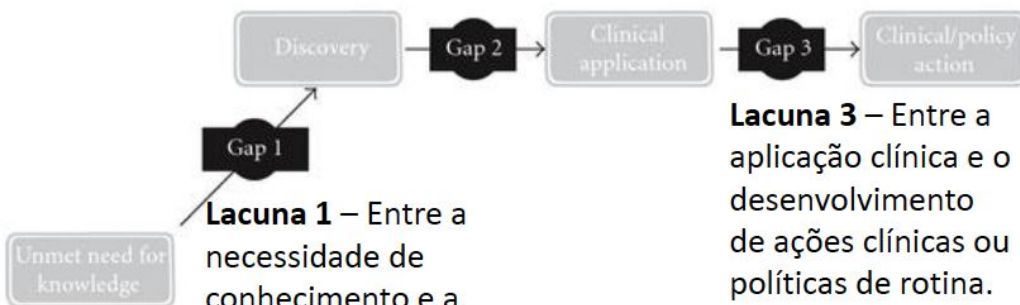 Discovery
Gap 2
Clinical
application
Gap 3
Clinical/policy
action
Gap 1
Unmet need for
knowledge
Lacuna 1 – Entre a
necessidade de
conhecimento e a
Lacuna 3 – Entre a
aplicação clínica e o
desenvolvimento
de ações clínicas ou
políticas de rotina.